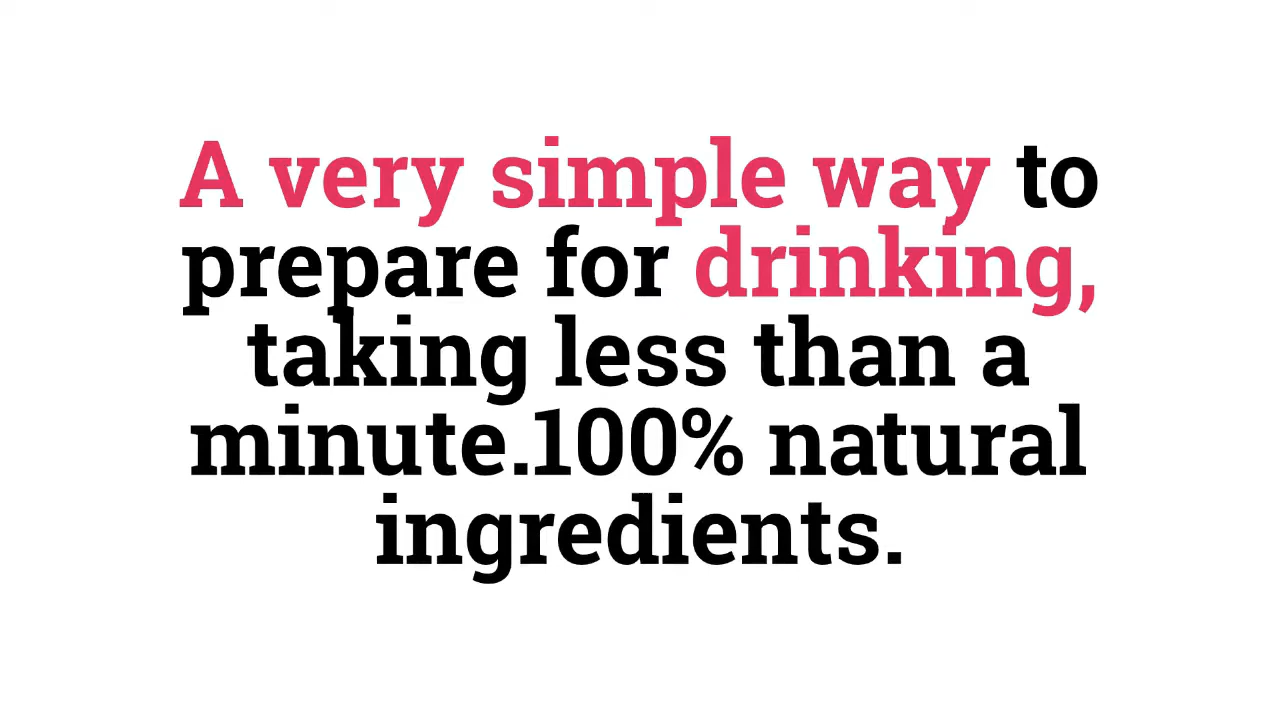 A very simple way to
prepare for drinking,
taking less than a
minute.100% natural
ingredients.